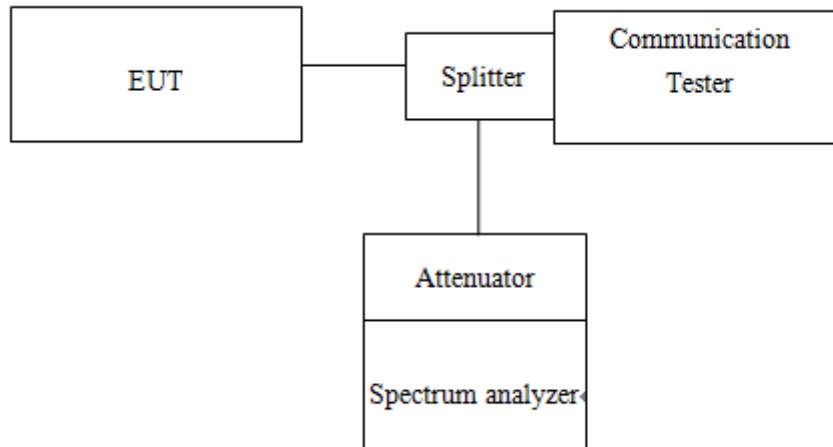 EUT
Splitter
Communication
Tester
Attenuator
Spectrum analyzer